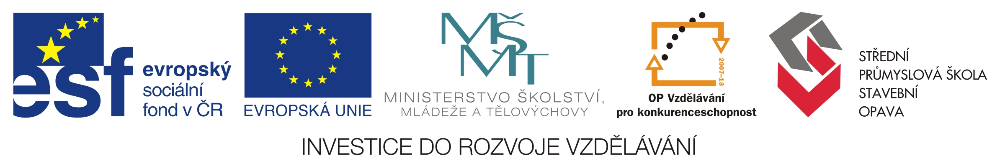 esf
evropský
sociální
fond v ČR
EVROPSKÁ UNIE
MŠMT
MINISTERSTVO ŠKOLSTVÍ,
MLÁDEŽE A TĚLOVÝCHOVY
2007-13
OP Vzdělávání
pro konkurenceschopnost
STŘEDNÍ
PRŮMYSLOVÁ ŠKOLA
STAVEBNÍ
OPAVA
INVESTICE DO ROZVOJE VZDĚLÁVÁNÍ